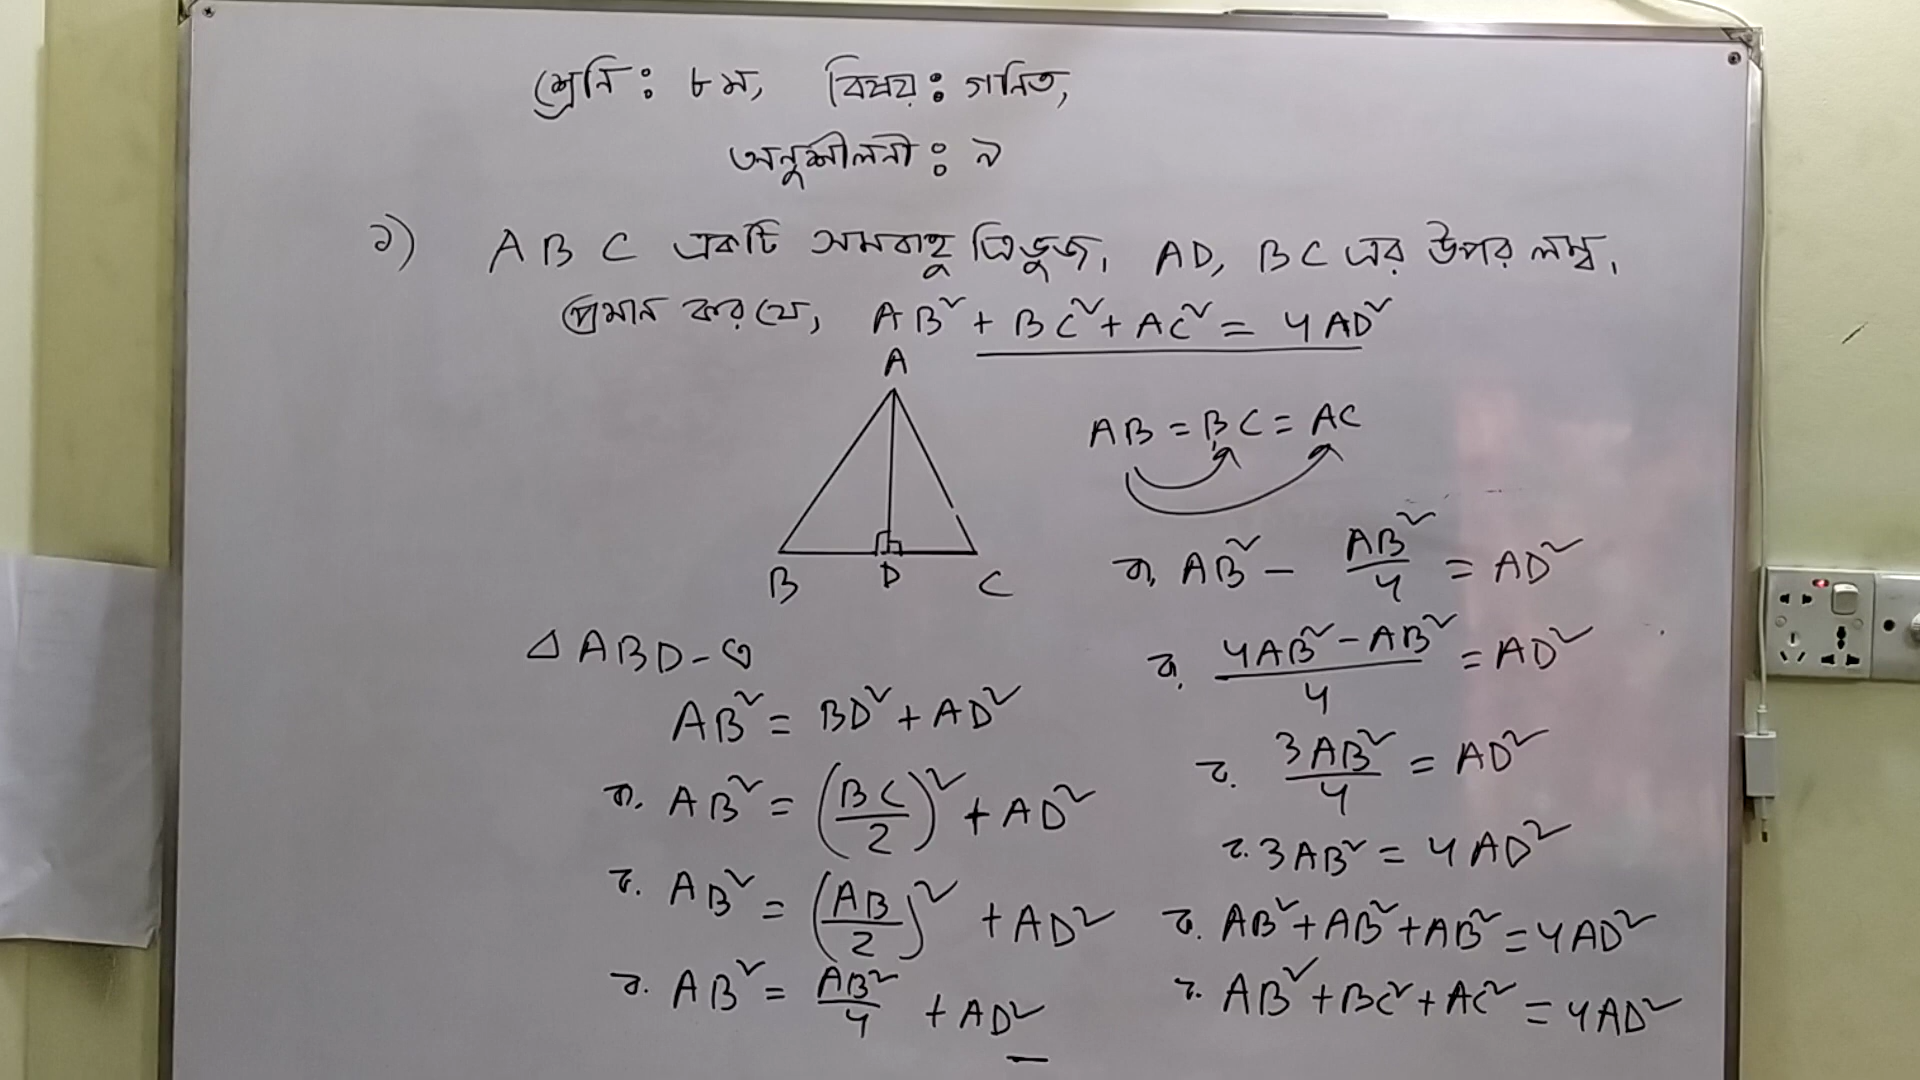 শ্রেনি : ৮ম, বিষয় : গনিত,
অনুশীলনী : ৯
১) ABC একটি সমবাহু ত্রিভুজ। AD, BC এর উপর লম্ব।
প্রমান কর যে, AB² + BC² + AC² = 4AD²
A
B D C
△ABD-এ
AB² = BD² + AD²
বা, AB² = (BC/2)² + AD²
বা, AB² = (AB/2)² + AD²
বা, AB² = AB²/4 + AD²
AB = BC = AC
বা, AB² - AB²/4 = AD²
বা, (4AB² - AB²)/4 = AD²
বা, 3AB²/4 = AD²
বা, 3AB² = 4AD²
বা, AB² + AB² + AB² = 4AD²
বা, AB² + BC² + AC² = 4AD²